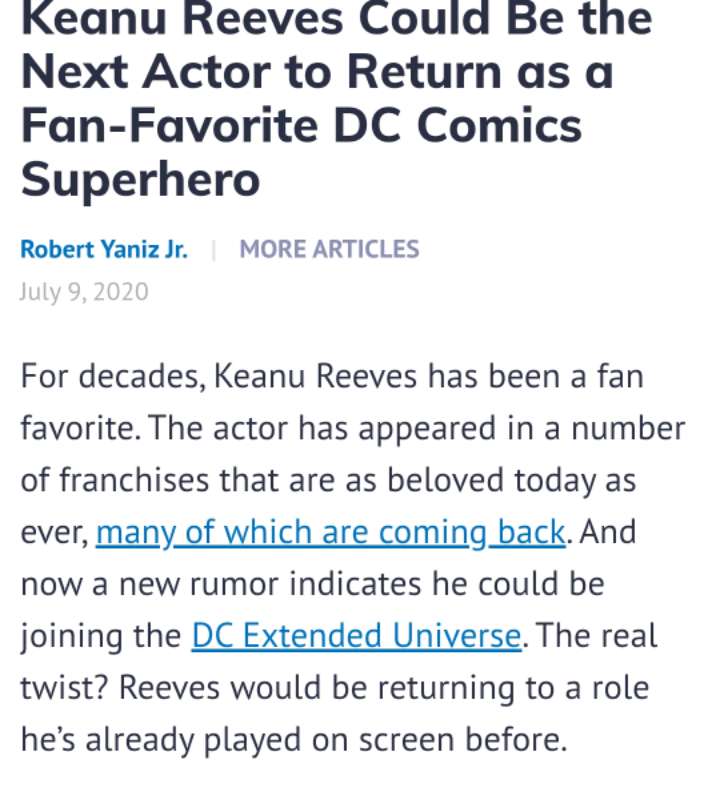 Keanu Reeves Could Be the
Next Actor to Return as a
Fan-Favorite DC Comics
Superhero
Robert Yaniz Jr. | MORE ARTICLES
July 9, 2020
For decades, Keanu Reeves has been a fan
favorite. The actor has appeared in a number
of franchises that are as beloved today as
ever, many of which are coming back. And
now a new rumor indicates he could be
joining the DC Extended Universe. The real
twist? Reeves would be returning to a role
he’s already played on screen before.